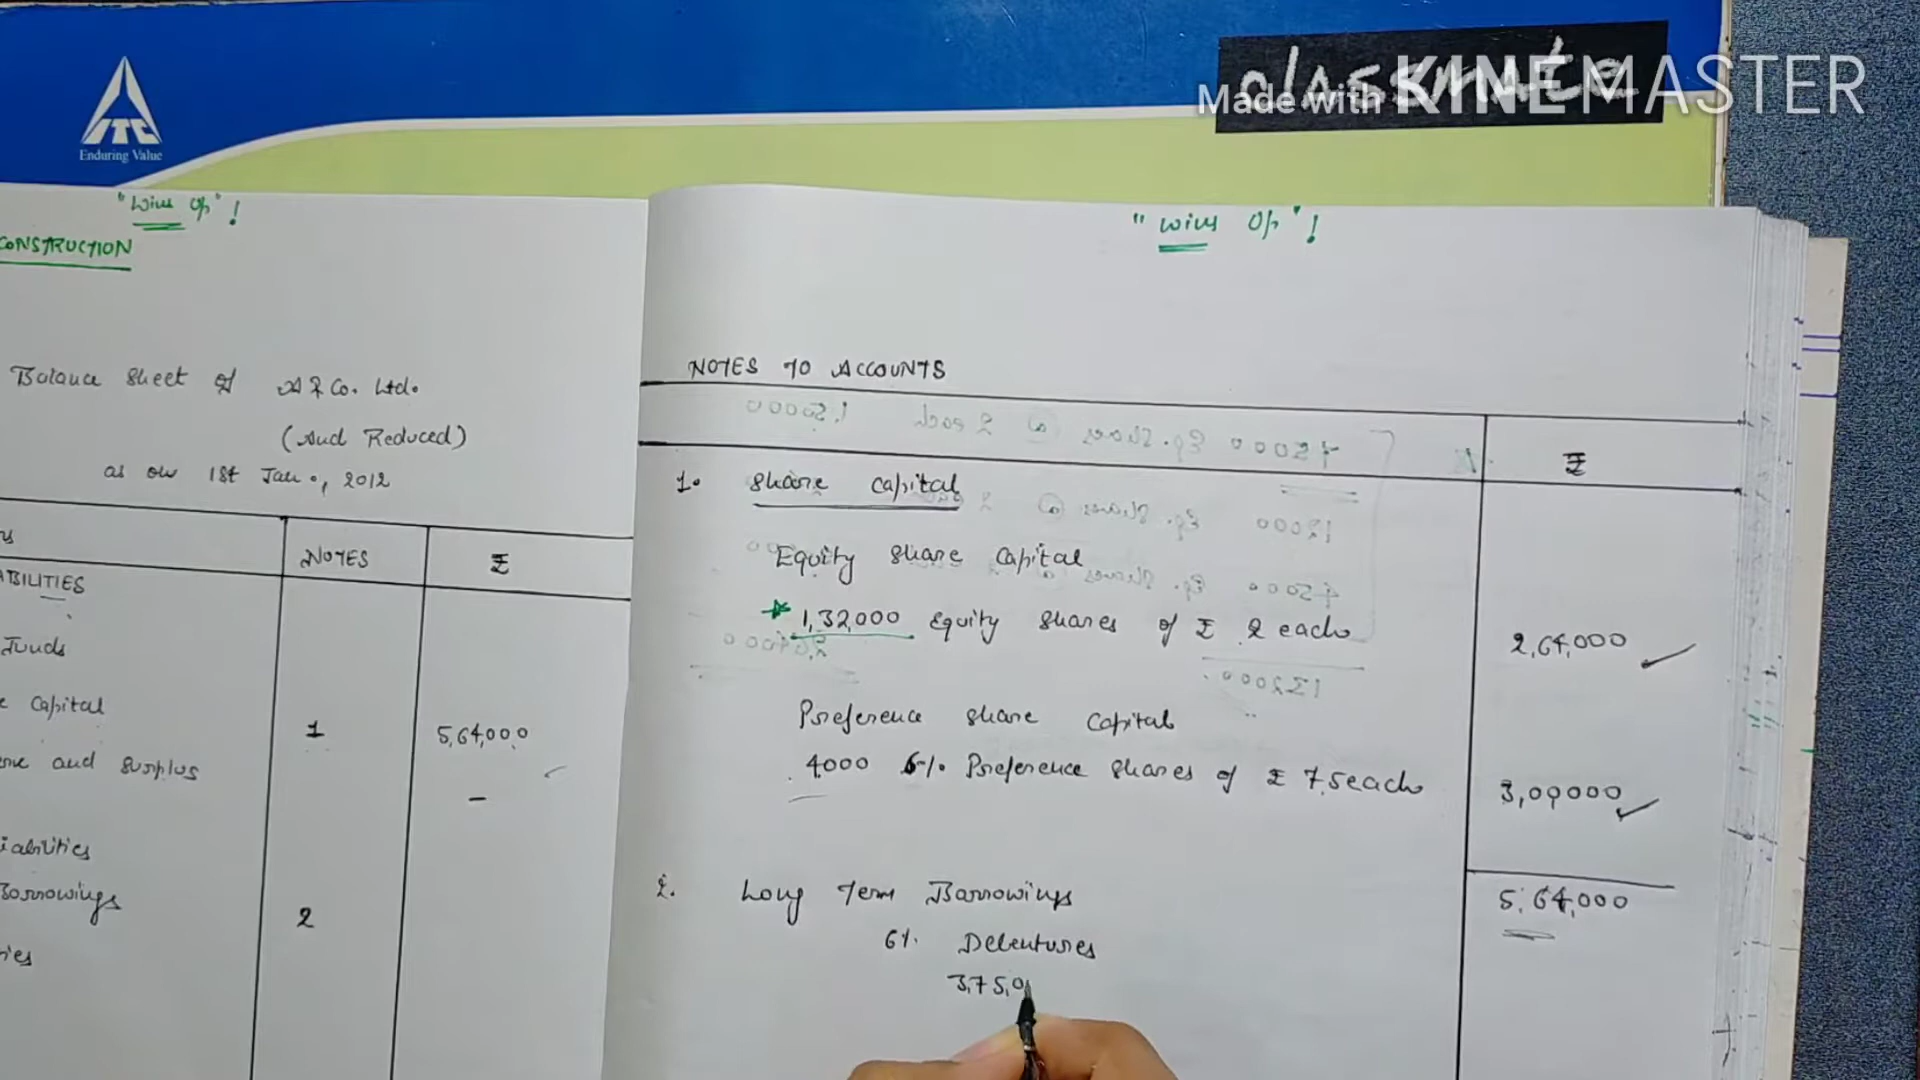 classmate
Made with KINEMASTER
ITC
Enduring Value
"Wins Op"!
CONSTRUCTION
Balance Sheet of A & Co. Ltd.
(And Reduced)
as on 1st Jan., 2012
NOTES
₹
ABILITIES
Funds
e Capital
1
5,64,000
and Surplus
-
iabilities
Borrowings
2
ies
"Wins Op"!
NOTES TO ACCOUNTS
₹
1. Share Capital
Equity Share Capital
1,32,000 Equity Shares of ₹ 2 each
2,64,000
Preference Share Capital
4000 6% Preference Shares of ₹ 75 each
3,00000
5,64,000
2. Long Term Borrowings
6% Debentures
3,75,0